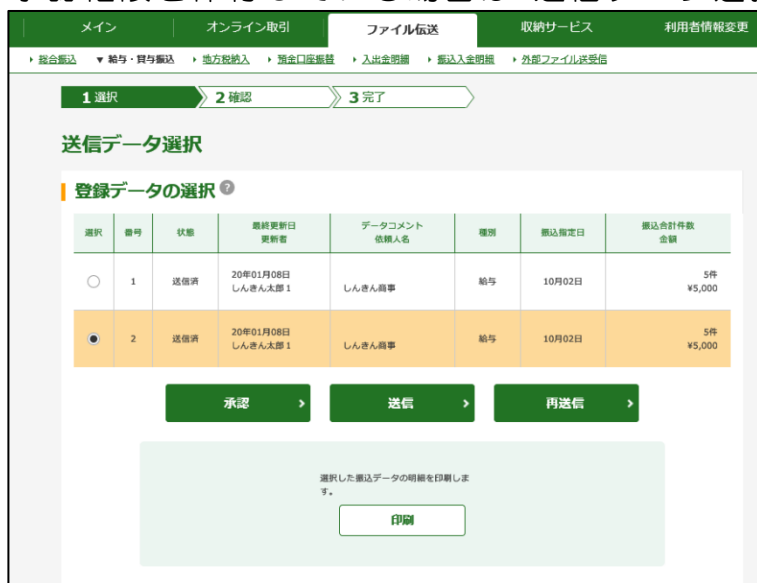 メイン オンライン取引 ファイル伝送 収納サービス 利用者情報変更
総合振込 ▼ 給与・賞与振込 地方税納入 預金口座振替 入出金明細 振込入金明細 外部ファイル送受信
1 選択 2 確認 3 完了
送信データ選択
登録データの選択 ?
選択 番号 状態 最終更新日 データコメント 種別 振込指定日 振込合計件数
更新者 依頼人名 金額
1 送信済 20年01月08日 給与 10月02日 5件
しんきん太郎1 しんきん商事 ¥5,000
2 送信済 20年01月08日 給与 10月02日 5件
しんきん太郎1 しんきん商事 ¥5,000
承認 送信 再送信
選択した振込データの明細を印刷しま
す。
印刷